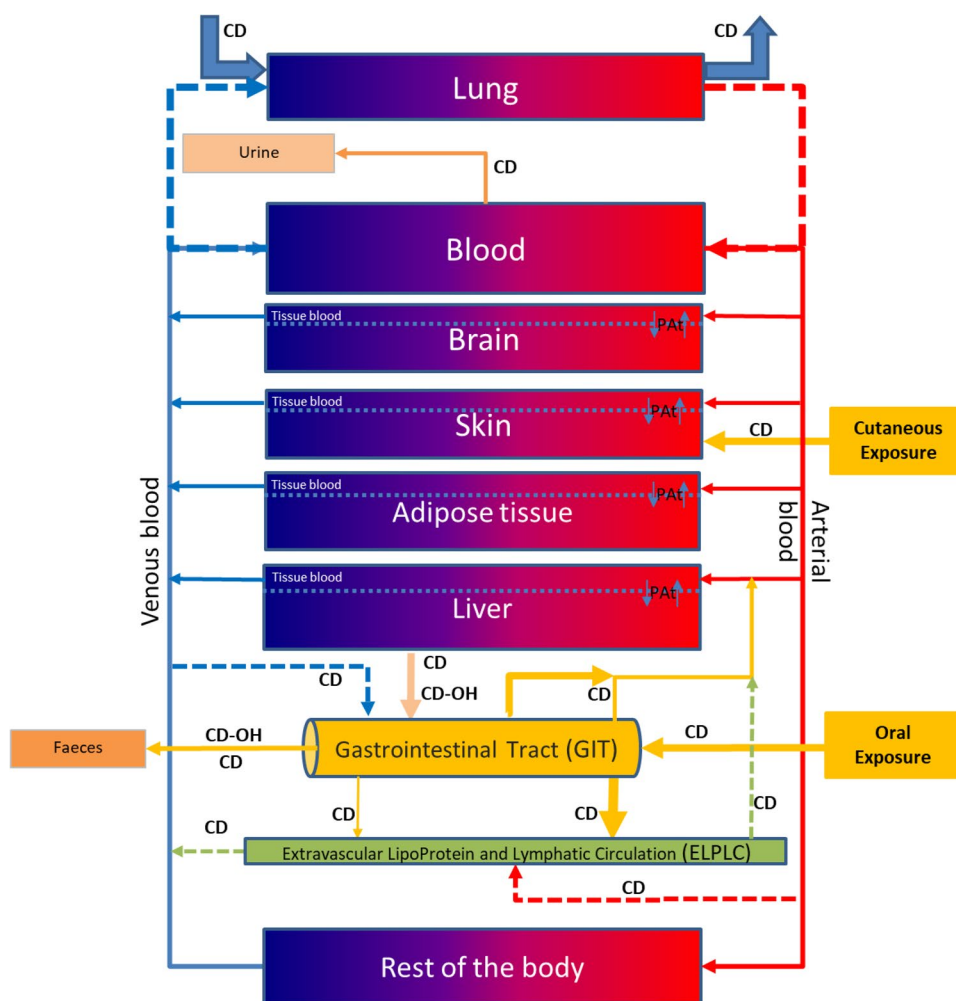 CD
CD
Lung
Urine
CD
Blood
Tissue blood
PAt
Brain
Tissue blood
PAt
Skin
CD
Cutaneous
Exposure
Tissue blood
PAt
Adipose tissue
Venous blood
Arterial
blood
Tissue blood
PAt
Liver
CD
CD
CD-OH
CD
Faeces
CD-OH
CD
Gastrointestinal Tract (GIT)
CD
Oral
Exposure
CD
CD
CD
CD
Extravascular LipoProtein and Lymphatic Circulation (ELPLC)
CD
Rest of the body